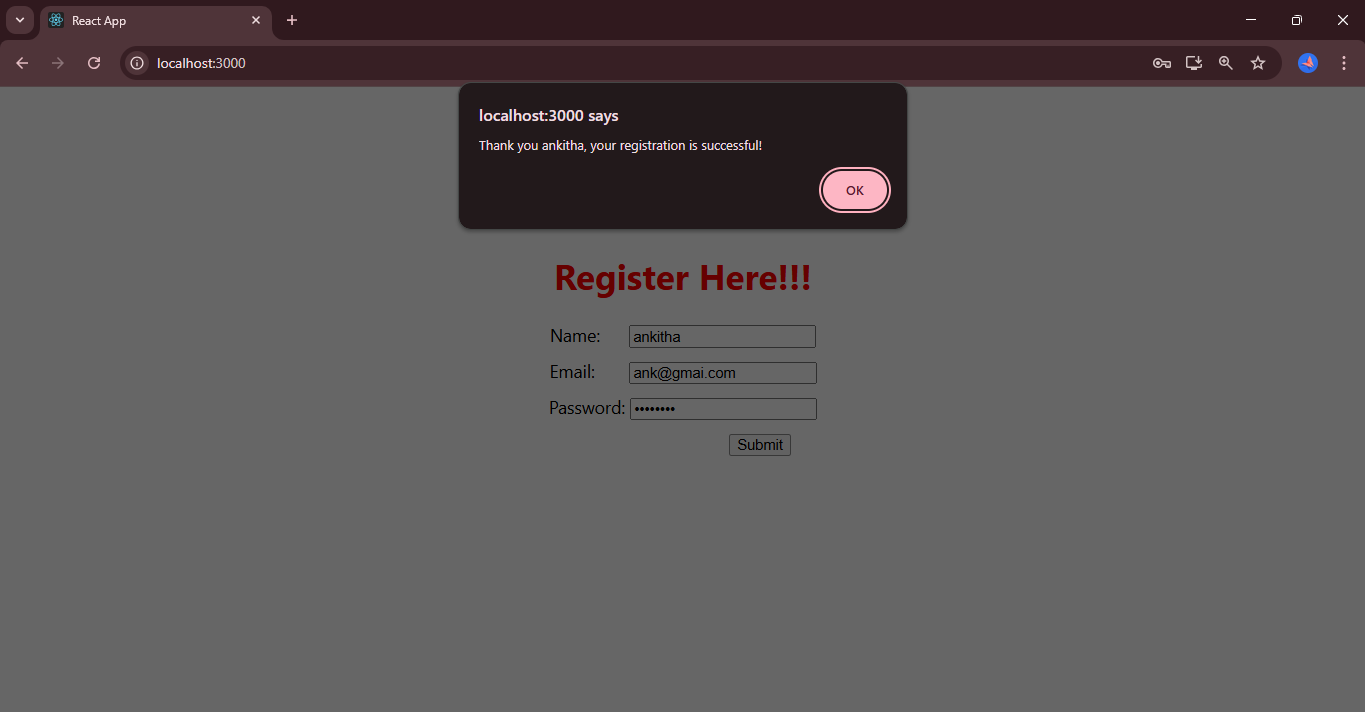 React App
localhost:3000
localhost:3000 says
Thank you ankitha, your registration is successful!
OK
Register Here!!!
Name: ankitha
Email: ank@gmai.com
Password: ••••••••
Submit